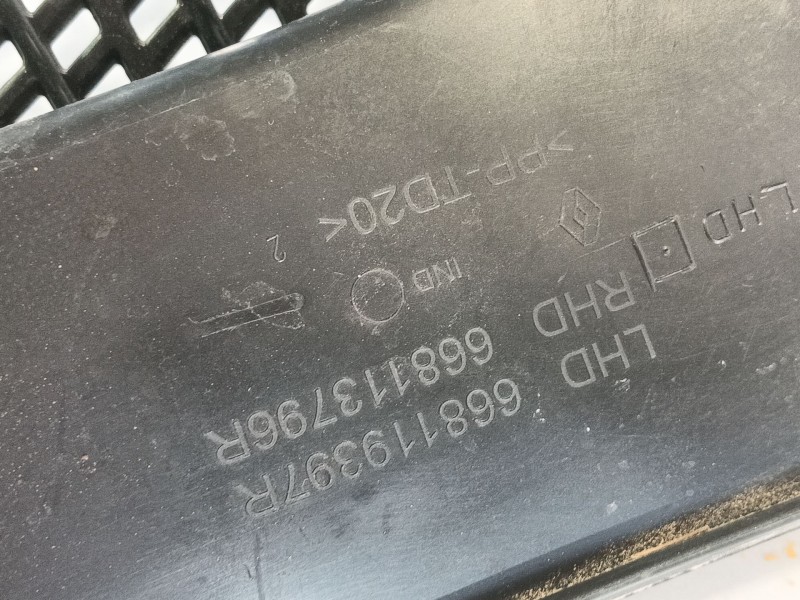 LHD 668119397R
RHD 668113796R
LHD
IND 2
>PP-TD20<